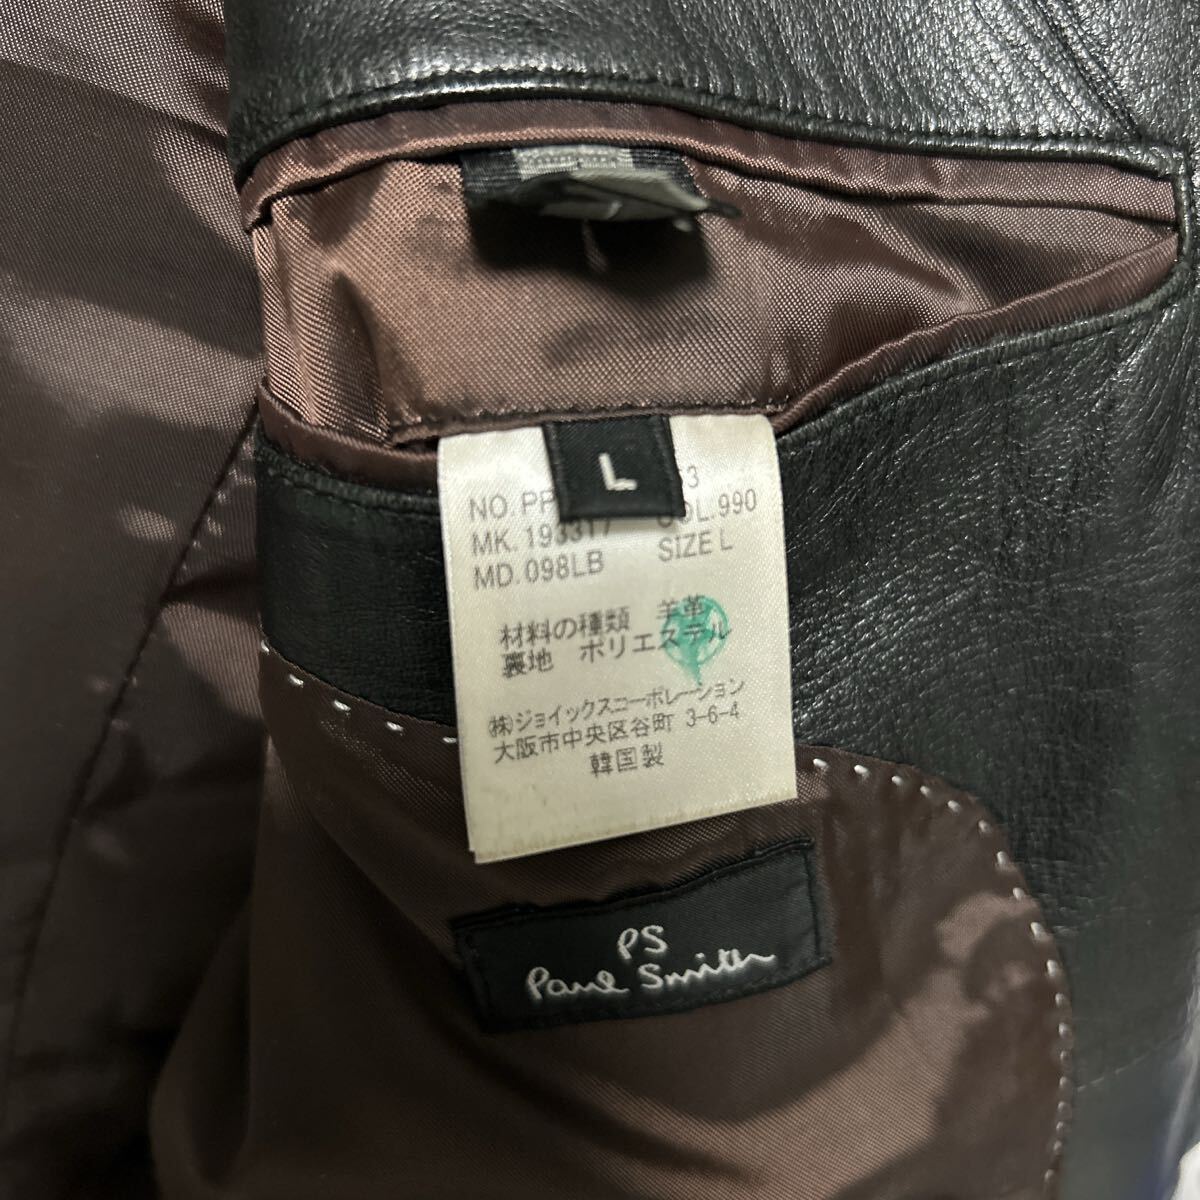 L
NO. PP 53
MK. 193317 COL.990
MD.098LB SIZE L
材料の種類 羊革
裏地 ポリエステル
㈱ジョイックスコーポレーション
大阪市中央区谷町 3-6-4
韓国製
PS
Paul Smith